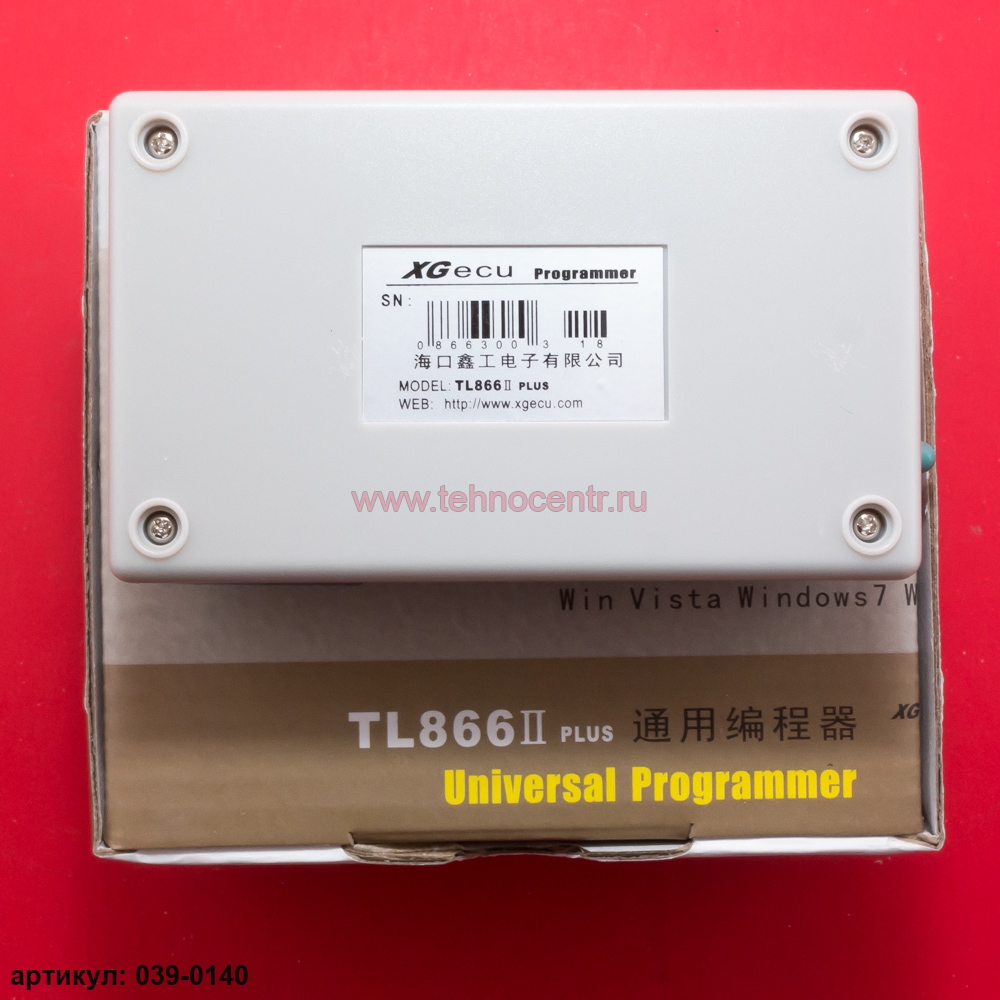 XGecu Programmer
SN:
0866300 3 18
海口鑫工电子有限公司
MODEL: TL866II PLUS
WEB: http://www.xgecu.com
www.tehnocentr.ru
Win Vista Windows7 W
TL866II PLUS 通用编程器 XG
Universal Programmer
артикул: 039-0140